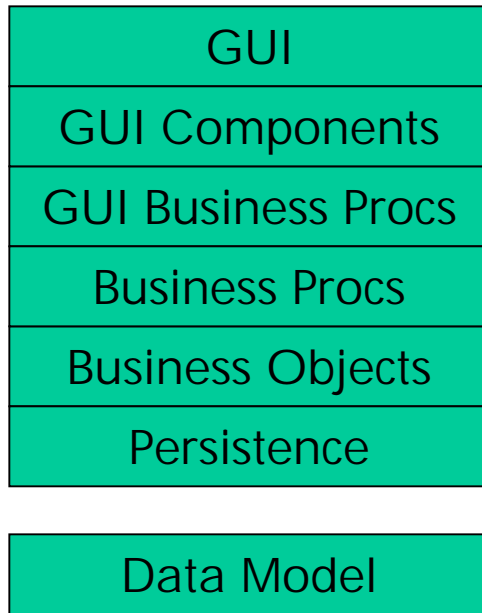 GUI
GUI Components
GUI Business Procs
Business Procs
Business Objects
Persistence
Data Model